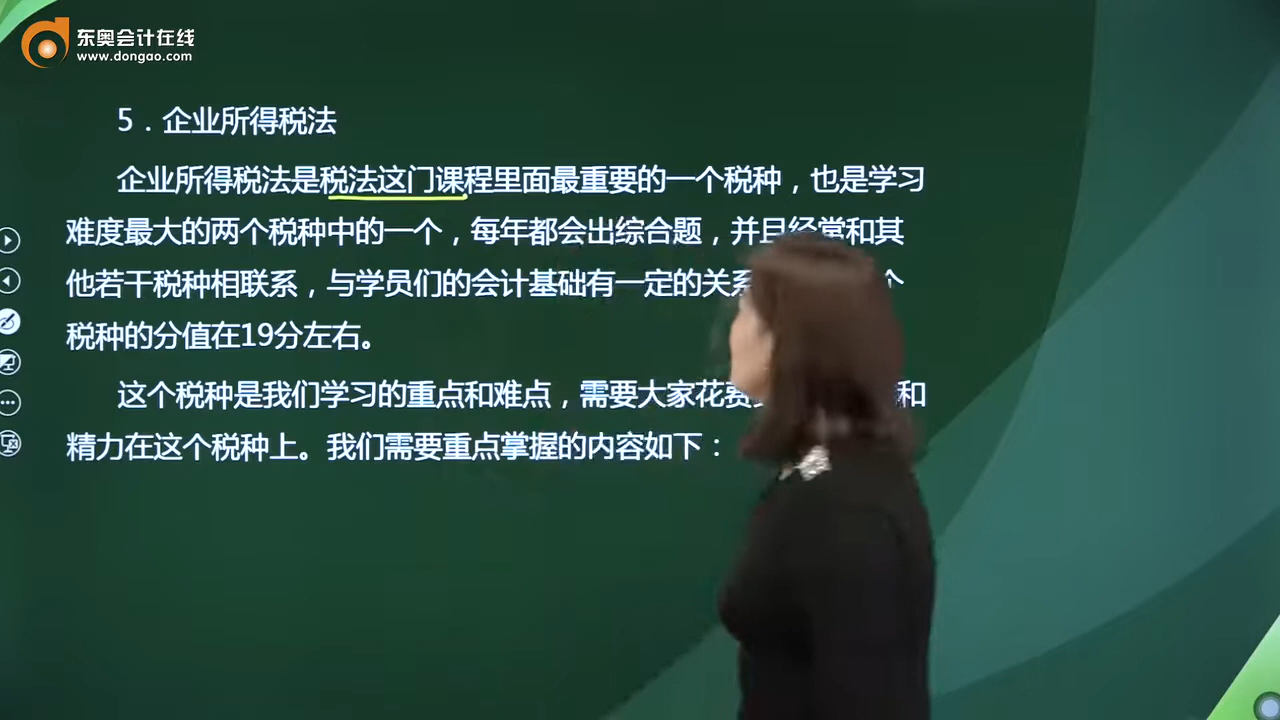 东奥会计在线
www.dongao.com
5．企业所得税法
企业所得税法是税法这门课程里面最重要的一个税种，也是学习
难度最大的两个税种中的一个，每年都会出综合题，并且经常和其
他若干税种相联系，与学员们的会计基础有一定的关系 个
税种的分值在19分左右。
这个税种是我们学习的重点和难点，需要大家花费 和
精力在这个税种上。我们需要重点掌握的内容如下：